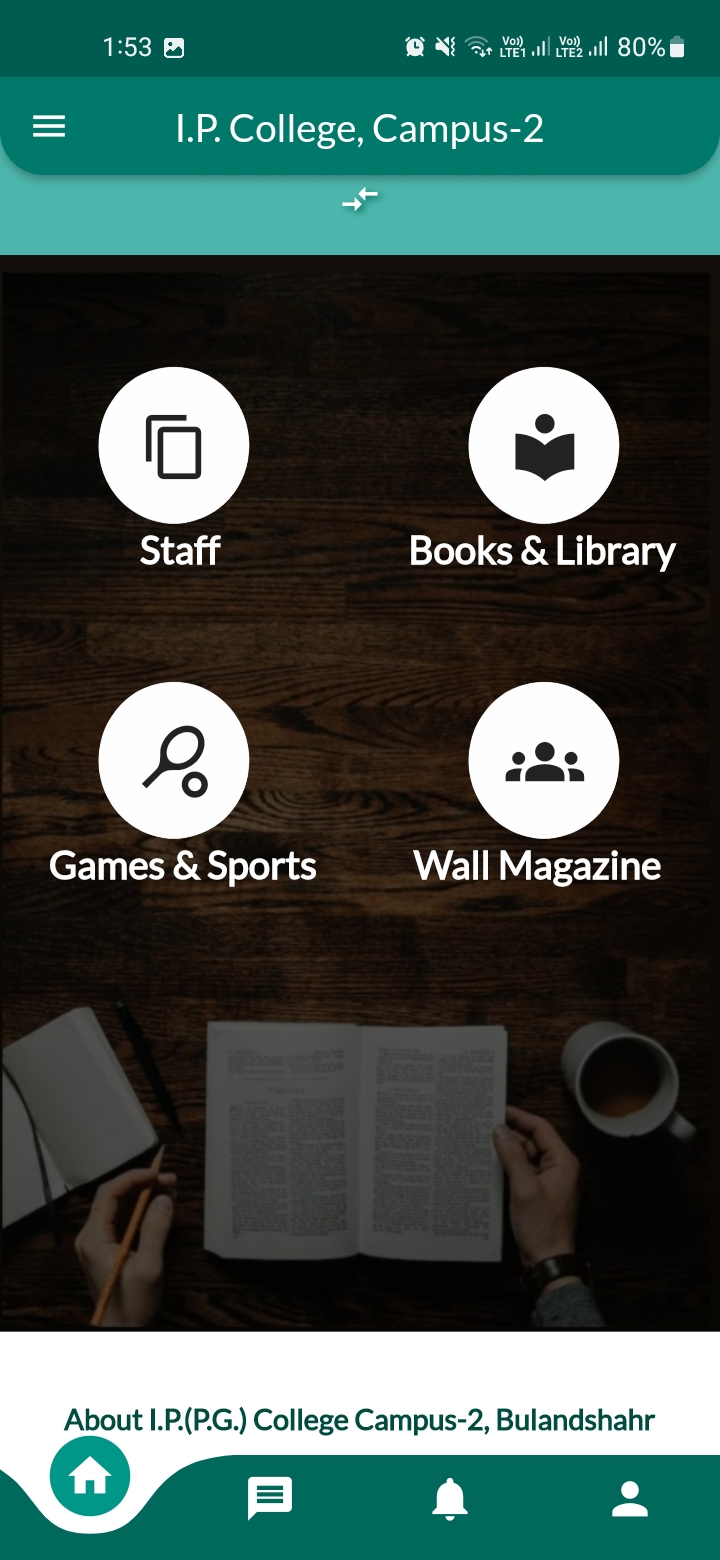 1:53
Vo)) LTE1 Vo)) LTE2 80%
I.P. College, Campus-2
Staff
Books & Library
Games & Sports
Wall Magazine
About I.P.(P.G.) College Campus-2, Bulandshahr